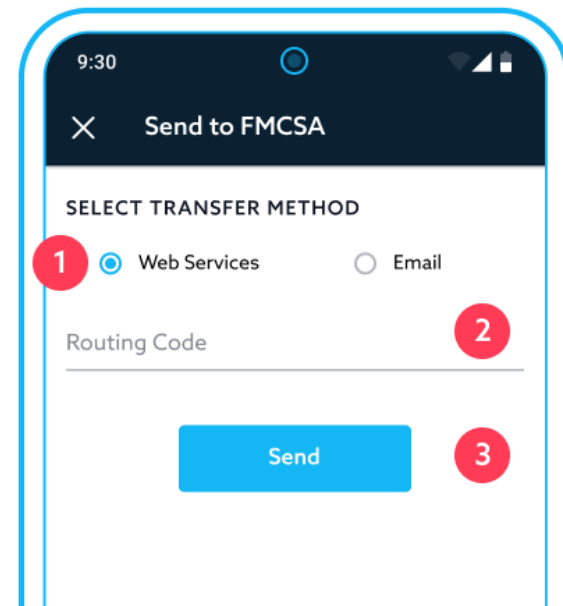 9:30
Send to FMCSA
SELECT TRANSFER METHOD
1 Web Services Email
Routing Code 2
Send 3